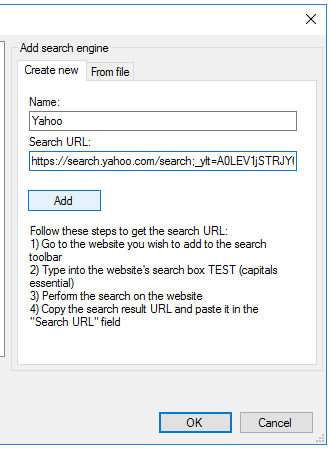 Add search engine
Create new
From file
Name:
Yahoo
Search URL:
https://search.yahoo.com/search;_ylt=A0LEV1jSTRJY
Add
Follow these steps to get the search URL:
1) Go to the website you wish to add to the search
toolbar
2) Type into the website's search box TEST (capitals
essential)
3) Perform the search on the website
4) Copy the search result URL and paste it in the
"Search URL" field
OK
Cancel